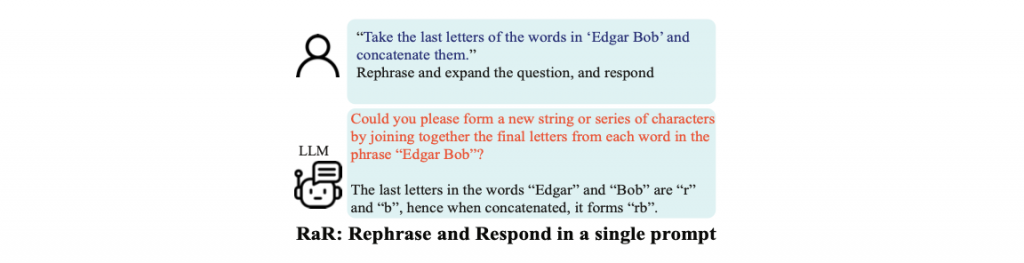 “Take the last letters of the words in ‘Edgar Bob’ and
concatenate them.”
Rephrase and expand the question, and respond
Could you please form a new string or series of characters
by joining together the final letters from each word in the
phrase “Edgar Bob”?
LLM
The last letters in the words “Edgar” and “Bob” are “r”
and “b”, hence when concatenated, it forms “rb”.
RaR: Rephrase and Respond in a single prompt